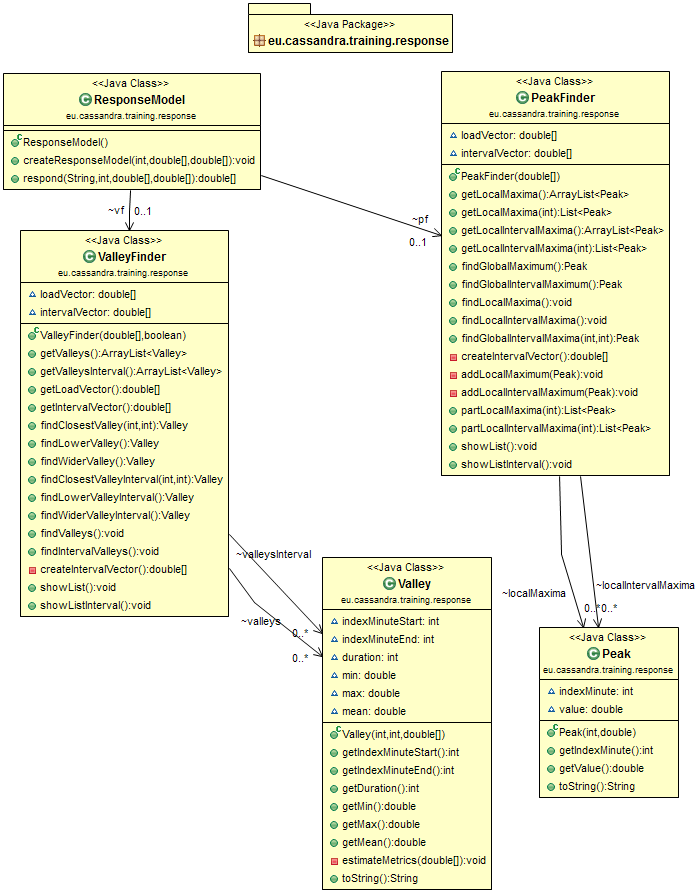 <<Java Package>>
eu.cassandra.training.response
<<Java Class>>
ResponseModel
eu.cassandra.training.response
ResponseModel()
createResponseModel(int,double[],double[]):void
respond(String,int,double[],double[]):double[]
<<Java Class>>
PeakFinder
eu.cassandra.training.response
loadVector: double[]
intervalVector: double[]
PeakFinder(double[])
getLocalMaxima():ArrayList<Peak>
getLocalMaxima(int):List<Peak>
getLocalIntervalMaxima():ArrayList<Peak>
getLocalIntervalMaxima(int):List<Peak>
findGlobalMaximum():Peak
findGlobalIntervalMaximum():Peak
findLocalMaxima():void
findLocalIntervalMaxima():void
findGlobalIntervalMaxima(int,int):Peak
createIntervalVector():double[]
addLocalMaximum(Peak):void
addLocalIntervalMaximum(Peak):void
partLocalMaxima(int):List<Peak>
partLocalIntervalMaxima(int):List<Peak>
showList():void
showListInterval():void
~vf
0..1
~pf
0..1
<<Java Class>>
ValleyFinder
eu.cassandra.training.response
loadVector: double[]
intervalVector: double[]
ValleyFinder(double[],boolean)
getValleys():ArrayList<Valley>
getValleysInterval():ArrayList<Valley>
getLoadVector():double[]
getIntervalVector():double[]
findClosestValley(int,int):Valley
findLowerValley():Valley
findWiderValley():Valley
findClosestValleyInterval(int,int):Valley
findLowerValleyInterval():Valley
findWiderValleyInterval():Valley
findValleys():void
findIntervalValleys():void
createIntervalVector():double[]
showList():void
showListInterval():void
~valleysInterval
0..*
~valleys
0..*
<<Java Class>>
Valley
eu.cassandra.training.response
indexMinuteStart: int
indexMinuteEnd: int
duration: int
min: double
max: double
mean: double
Valley(int,int,double[])
getIndexMinuteStart():int
getIndexMinuteEnd():int
getDuration():int
getMin():double
getMax():double
getMean():double
estimateMetrics(double[]):void
toString():String
~localMaxima
0..*
~localIntervalMaxima
0..*
<<Java Class>>
Peak
eu.cassandra.training.response
indexMinute: int
value: double
Peak(int,double)
getIndexMinute():int
getValue():double
toString():String